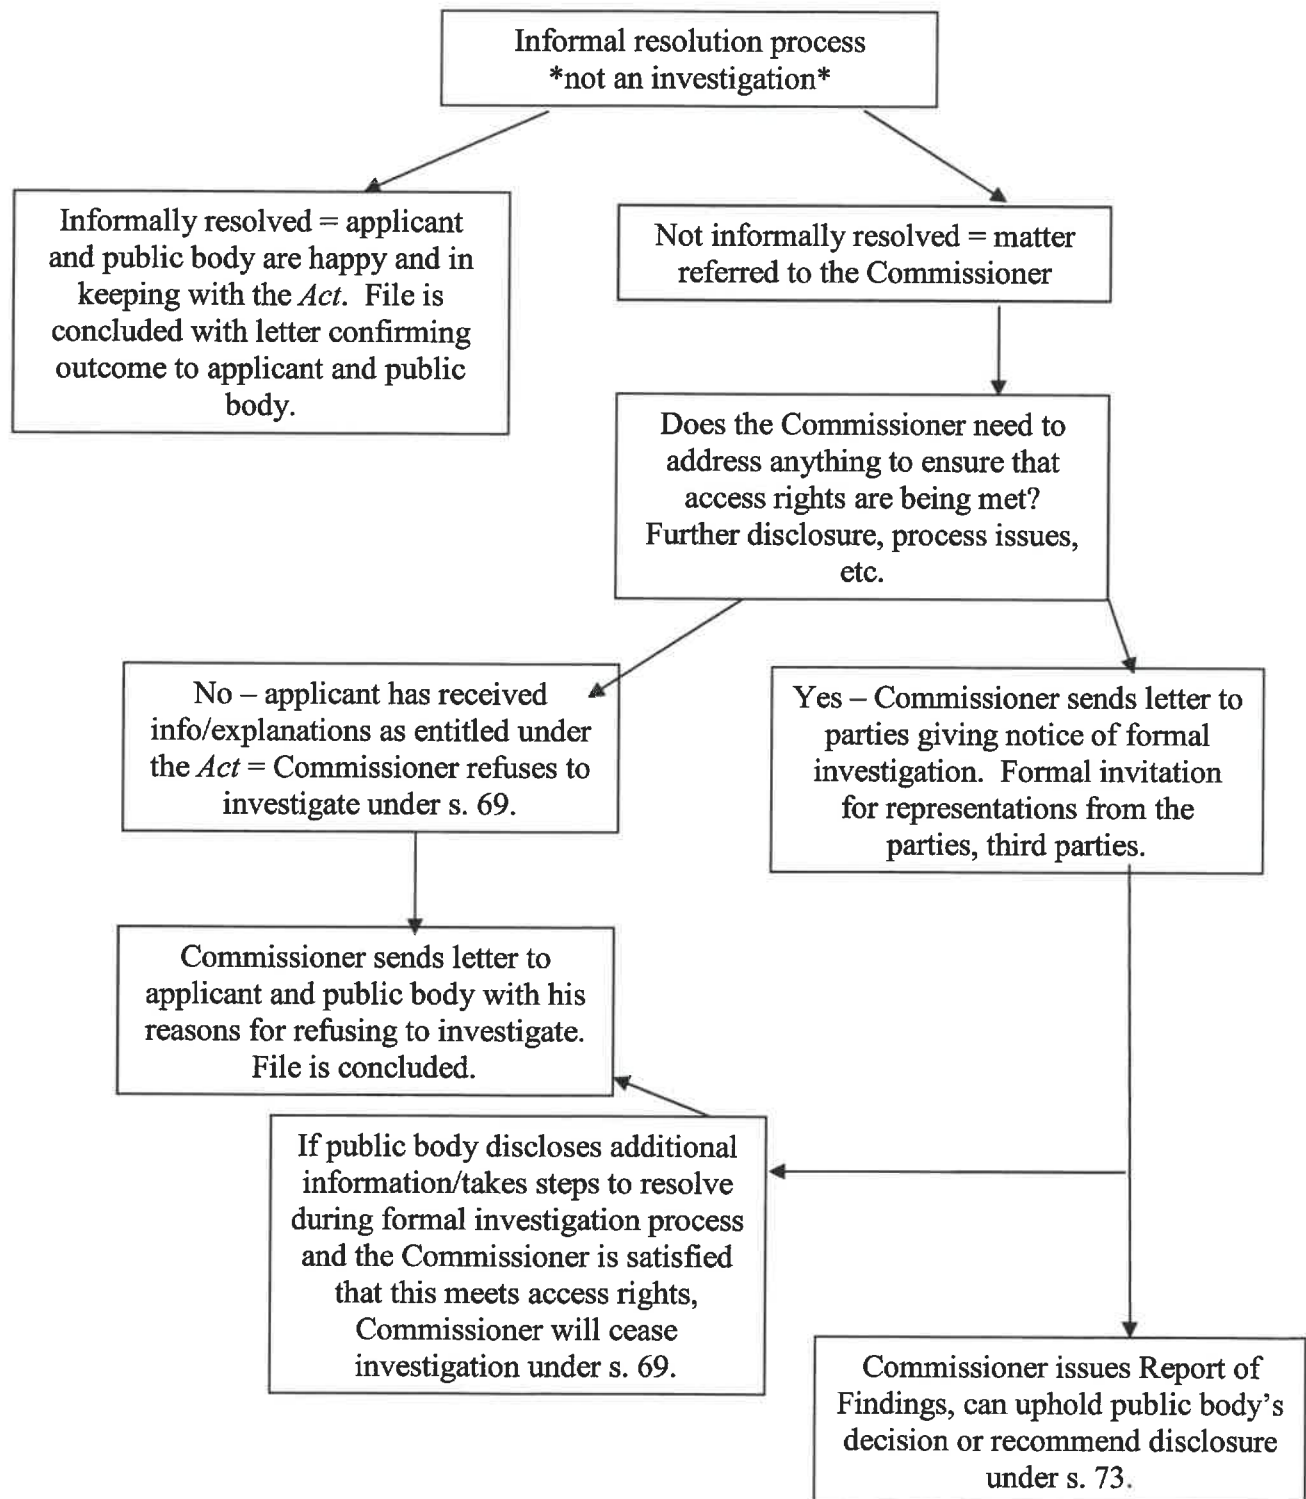 Informal resolution process
*not an investigation*
Informally resolved = applicant
and public body are happy and in
keeping with the Act.  File is
concluded with letter confirming
outcome to applicant and public
body.
Not informally resolved = matter
referred to the Commissioner
Does the Commissioner need to
address anything to ensure that
access rights are being met?
Further disclosure, process issues,
etc.
No – applicant has received
info/explanations as entitled under
the Act = Commissioner refuses to
investigate under s. 69.
Yes – Commissioner sends letter to
parties giving notice of formal
investigation.  Formal invitation
for representations from the
parties, third parties.
Commissioner sends letter to
applicant and public body with his
reasons for refusing to investigate.
File is concluded.
If public body discloses additional
information/takes steps to resolve
during formal investigation process
and the Commissioner is satisfied
that this meets access rights,
Commissioner will cease
investigation under s. 69.
Commissioner issues Report of
Findings, can uphold public body’s
decision or recommend disclosure
under s. 73.